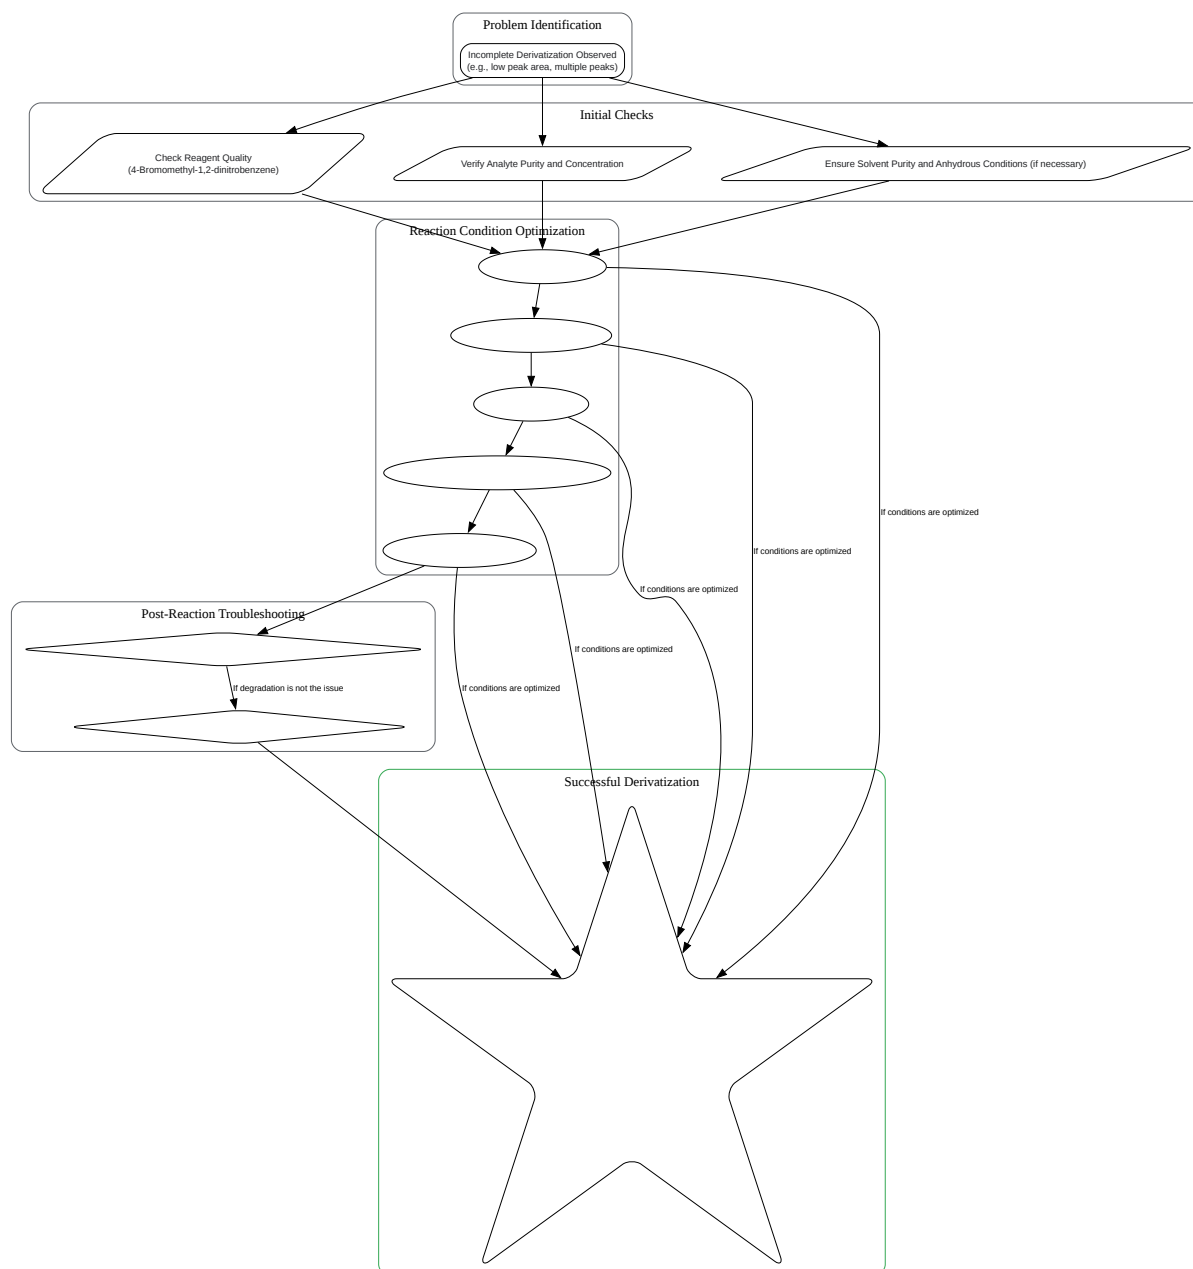 Problem Identification
Incomplete Derivatization Observed
(e.g., low peak area, multiple peaks)
Initial Checks
Check Reagent Quality
(4-Bromomethyl-1,2-dinitrobenzene)
Verify Analyte Purity and Concentration
Ensure Solvent Purity and Anhydrous Conditions (if necessary)
Reaction Condition Optimization
If conditions are optimized
If conditions are optimized
If conditions are optimized
Post-Reaction Troubleshooting
If conditions are optimized
If degradation is not the issue
If conditions are optimized
Successful Derivatization